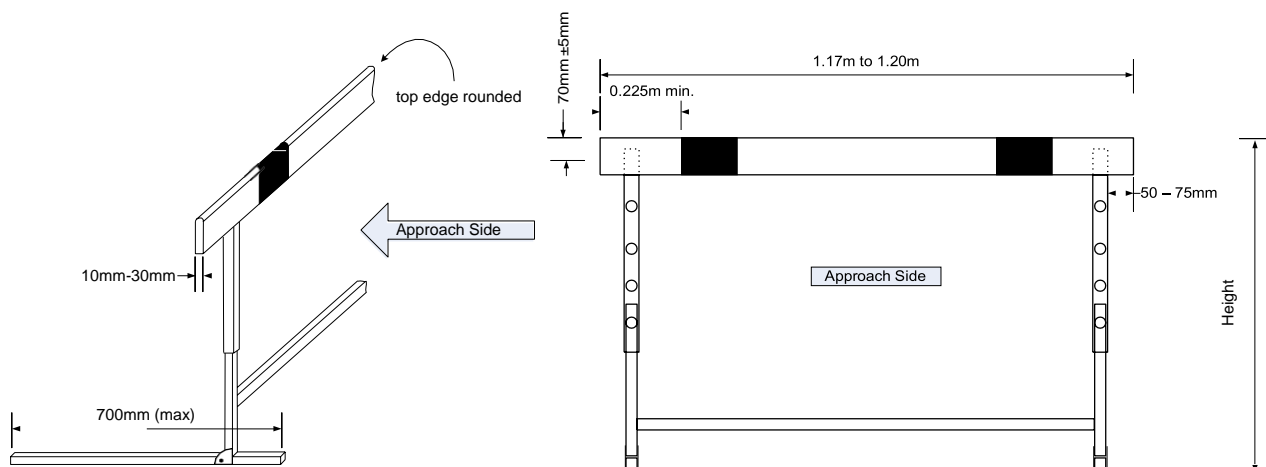 top edge rounded
Approach Side
10mm-30mm
700mm (max)
70mm ±5mm
1.17m to 1.20m
0.225m min.
50 – 75mm
Approach Side
Height